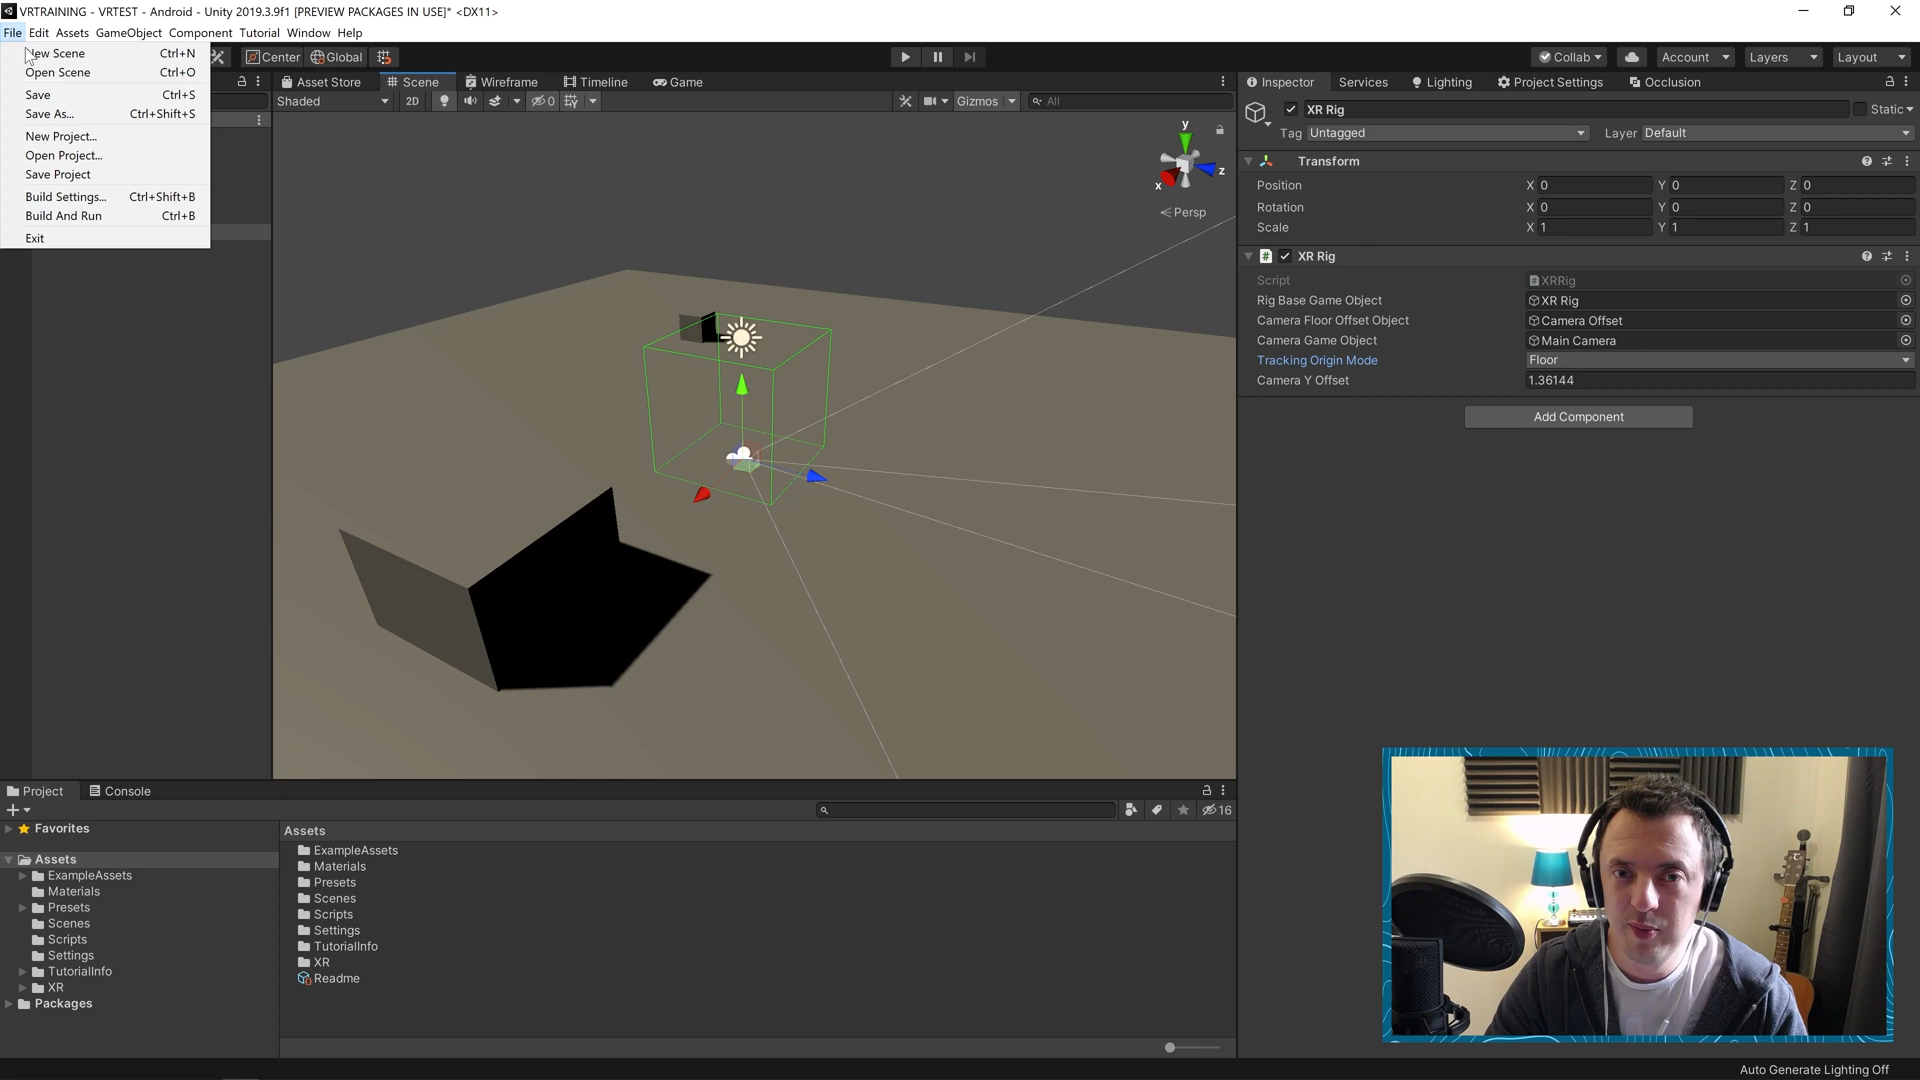 VRTRAINING - VRTEST - Android - Unity 2019.3.9f1 [PREVIEW PACKAGES IN USE]* <DX11>
File Edit Assets GameObject Component Tutorial Window Help
New Scene Ctrl+N
Open Scene Ctrl+O
Save Ctrl+S
Save As... Ctrl+Shift+S
New Project...
Open Project...
Save Project
Build Settings... Ctrl+Shift+B
Build And Run Ctrl+B
Exit
Center Global
Collab Account Layers Layout
Asset Store Scene Wireframe Timeline Game
Shaded 2D 0 Gizmos All
y
z
x
Persp
Inspector Services Lighting Project Settings Occlusion
XR Rig Static
Tag Untagged Layer Default
Transform
Position X 0 Y 0 Z 0
Rotation X 0 Y 0 Z 0
Scale X 1 Y 1 Z 1
XR Rig
Script XRRig
Rig Base Game Object XR Rig
Camera Floor Offset Object Camera Offset
Camera Game Object Main Camera
Tracking Origin Mode Floor
Camera Y Offset 1.36144
Add Component
Project Console
16
Favorites
Assets
ExampleAssets
Materials
Presets
Scenes
Scripts
Settings
TutorialInfo
XR
Packages
Assets
ExampleAssets
Materials
Presets
Scenes
Scripts
Settings
TutorialInfo
XR
Readme
Auto Generate Lighting Off